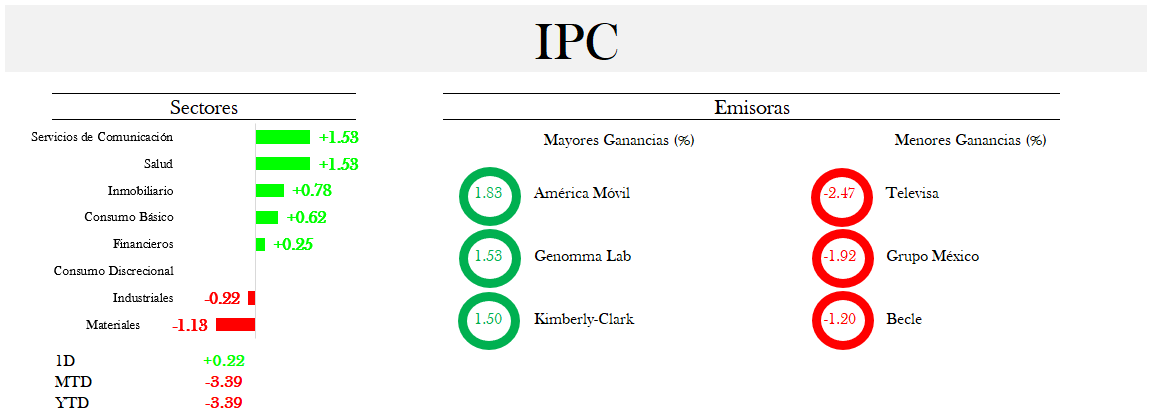 IPC
Sectores
Servicios de Comunicación +1.53
Salud +1.53
Inmobiliario +0.78
Consumo Básico +0.62
Financieros +0.25
Consumo Discrecional
Industriales -0.22
Materiales -1.13
1D +0.22
MTD -3.39
YTD -3.39
Emisoras
Mayores Ganancias (%)
1.83 América Móvil
1.53 Genomma Lab
1.50 Kimberly-Clark
Menores Ganancias (%)
-2.47 Televisa
-1.92 Grupo México
-1.20 Becle